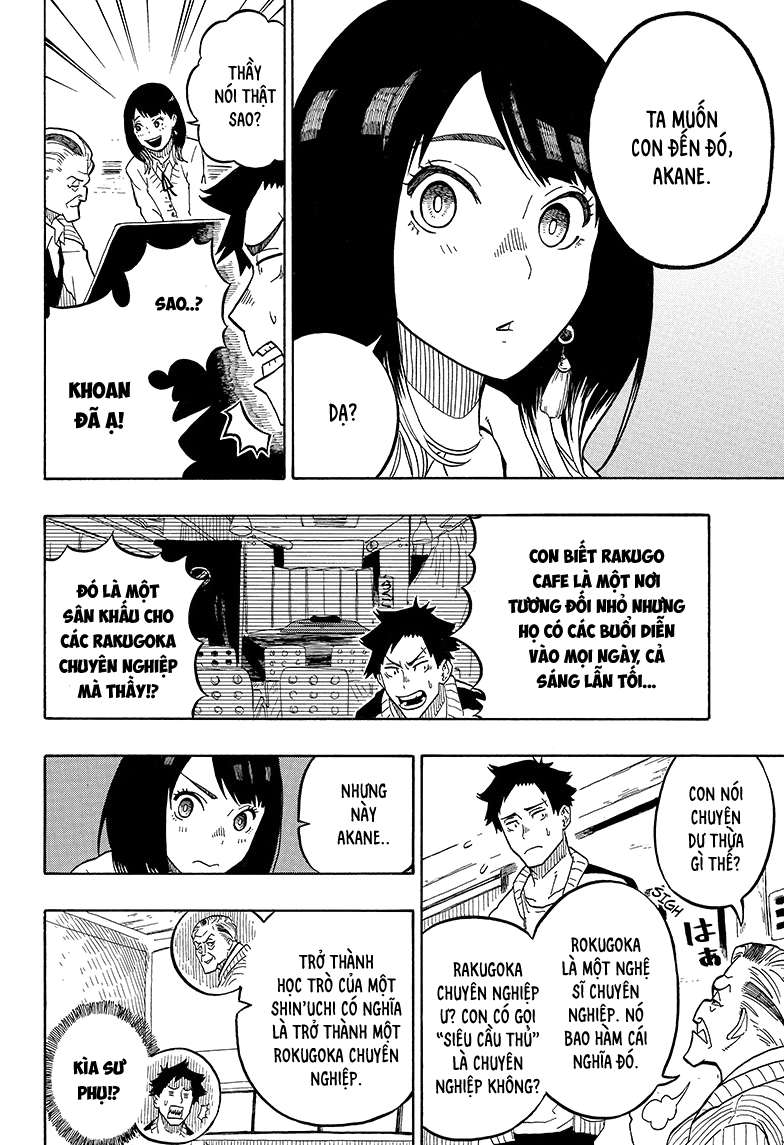 TA MUỐN
CON ĐẾN ĐÓ,
AKANE.
DẠ?
THẦY
NÓI THẬT
SAO?
SAO..?
KHOAN
ĐÃ Ạ!
CON BIẾT RAKUGO
CAFE LÀ MỘT NƠI
TƯƠNG ĐỐI NHỎ NHƯNG
HỌ CÓ CÁC BUỔI DIỄN
VÀO MỌI NGÀY, CẢ
SÁNG LẪN TỐI...
ĐÓ LÀ MỘT
SÂN KHẤU CHO
CÁC RAKUGOKA
CHUYÊN NGHIỆP
MÀ THẦY!?
CON NÓI
CHUYỆN
DƯ THỪA
GÌ THẾ?
SIGH
はぁ
ROKUGOKA
LÀ MỘT NGHỆ
SĨ CHUYÊN
NGHIỆP. NÓ
BAO HÀM CÁI
NGHĨA ĐÓ.
RAKUGOKA
CHUYÊN NGHIỆP
Ư? CON CÓ GỌI
“SIÊU CẦU THỦ”
LÀ CHUYÊN
NGHIỆP KHÔNG?
NHƯNG
NÀY
AKANE..
TRỞ THÀNH
HỌC TRÒ CỦA MỘT
SHIN'UCHI CÓ NGHĨA
LÀ TRỞ THÀNH MỘT
ROKUGOKA CHUYÊN
NGHIỆP.
KÌA SƯ
PHỤ!?